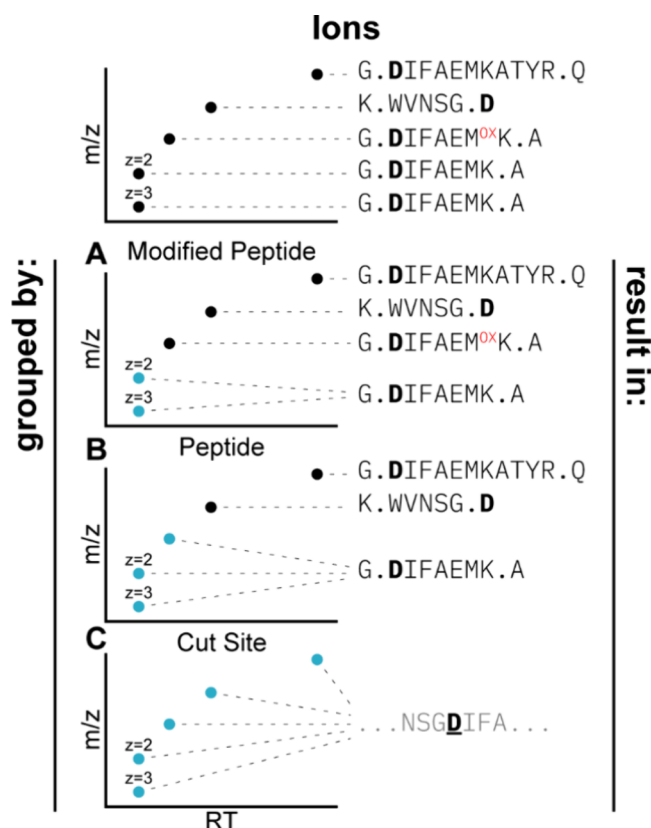 Ions
m/z
G.DIFAEMKATYR.Q
K.WVNSG.D
G.DIFAEMOXK.A
z=2
G.DIFAEMK.A
z=3
G.DIFAEMK.A
grouped by:
result in:
A Modified Peptide
m/z
G.DIFAEMKATYR.Q
K.WVNSG.D
G.DIFAEMOXK.A
z=2
z=3
G.DIFAEMK.A
B Peptide
m/z
G.DIFAEMKATYR.Q
K.WVNSG.D
z=2
z=3
G.DIFAEMK.A
C Cut Site
m/z
...NSGDIFA...
z=2
z=3
RT